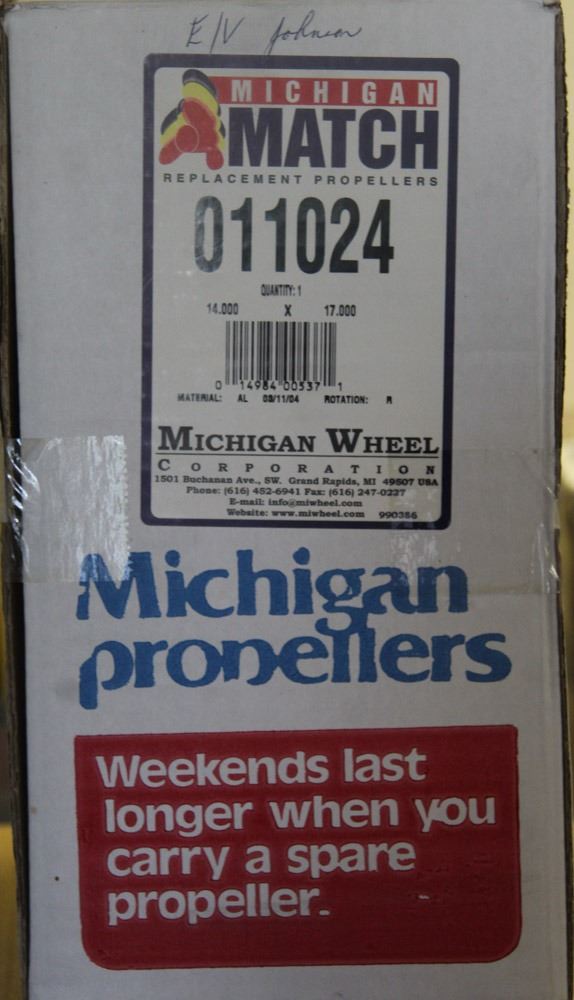 E/V Johnson
MICHIGAN
MATCH
REPLACEMENT PROPELLERS
011024
QUANTITY: 1
14.000 X 17.000
0 14984 00537 1
MATERIAL: AL 08/11/04 ROTATION: R
MICHIGAN WHEEL
CORPORATION
1501 Buchanan Ave., SW. Grand Rapids, MI 49507 USA
Phone: (616) 452-6941 Fax: (616) 247-0227
E-mail: info@miwheel.com
Website: www.miwheel.com 990386
Michigan
propellers
Weekends last
longer when you
carry a spare
propeller.